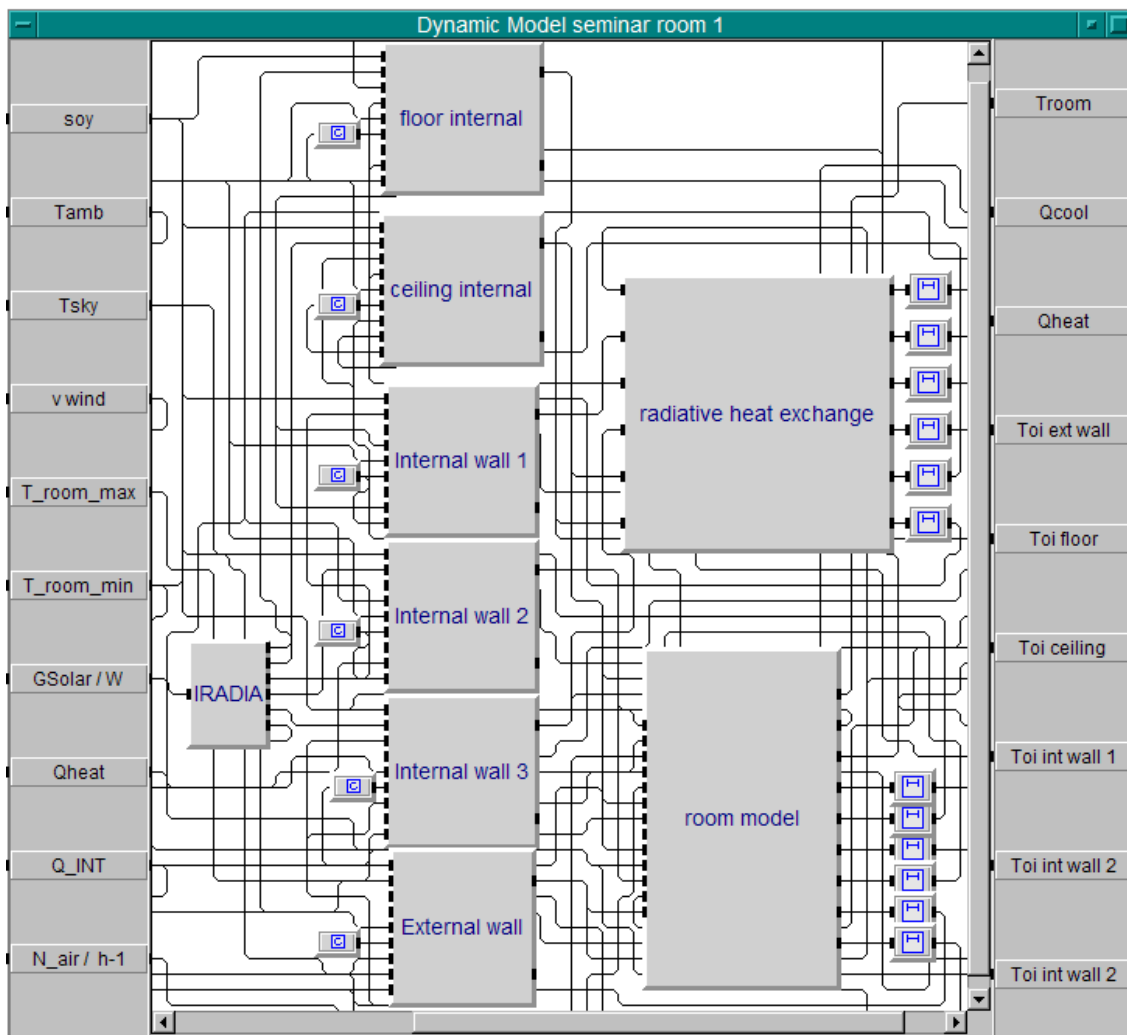 Dynamic Model seminar room 1
soy
Tamb
Tsky
v wind
T_room_max
T_room_min
GSolar / W
Qheat
Q_INT
N_air / h-1
C
floor internal
C
ceiling internal
C
Internal wall 1
C
Internal wall 2
IRADIA
C
Internal wall 3
C
External wall
radiative heat exchange
H
H
H
H
H
H
room model
H
H
H
H
H
H
Troom
Qcool
Qheat
Toi ext wall
Toi floor
Toi ceiling
Toi int wall 1
Toi int wall 2
Toi int wall 2